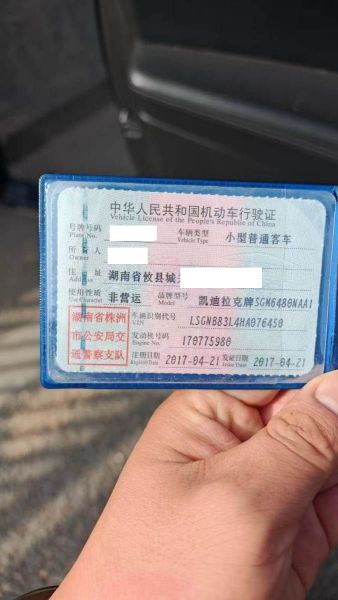 中华人民共和国机动车行驶证
Vehicle License of the People's Republic of China
号牌号码 车辆类型 小型普通客车
Plate No. Vehicle Type
所有人
Owner
住址 湖南省攸县城关
Address
使用性质 非营运 品牌型号 凯迪拉克牌SGM6480NAA1
Use Character Model
湖南省株洲 车辆识别代号 LSGNB83L4HA076450
市公安局交 VIN
通警察支队 发动机号码 170775980
Engine No.
注册日期 2017-04-21 发证日期 2017-04-21
Register Date Issue Date